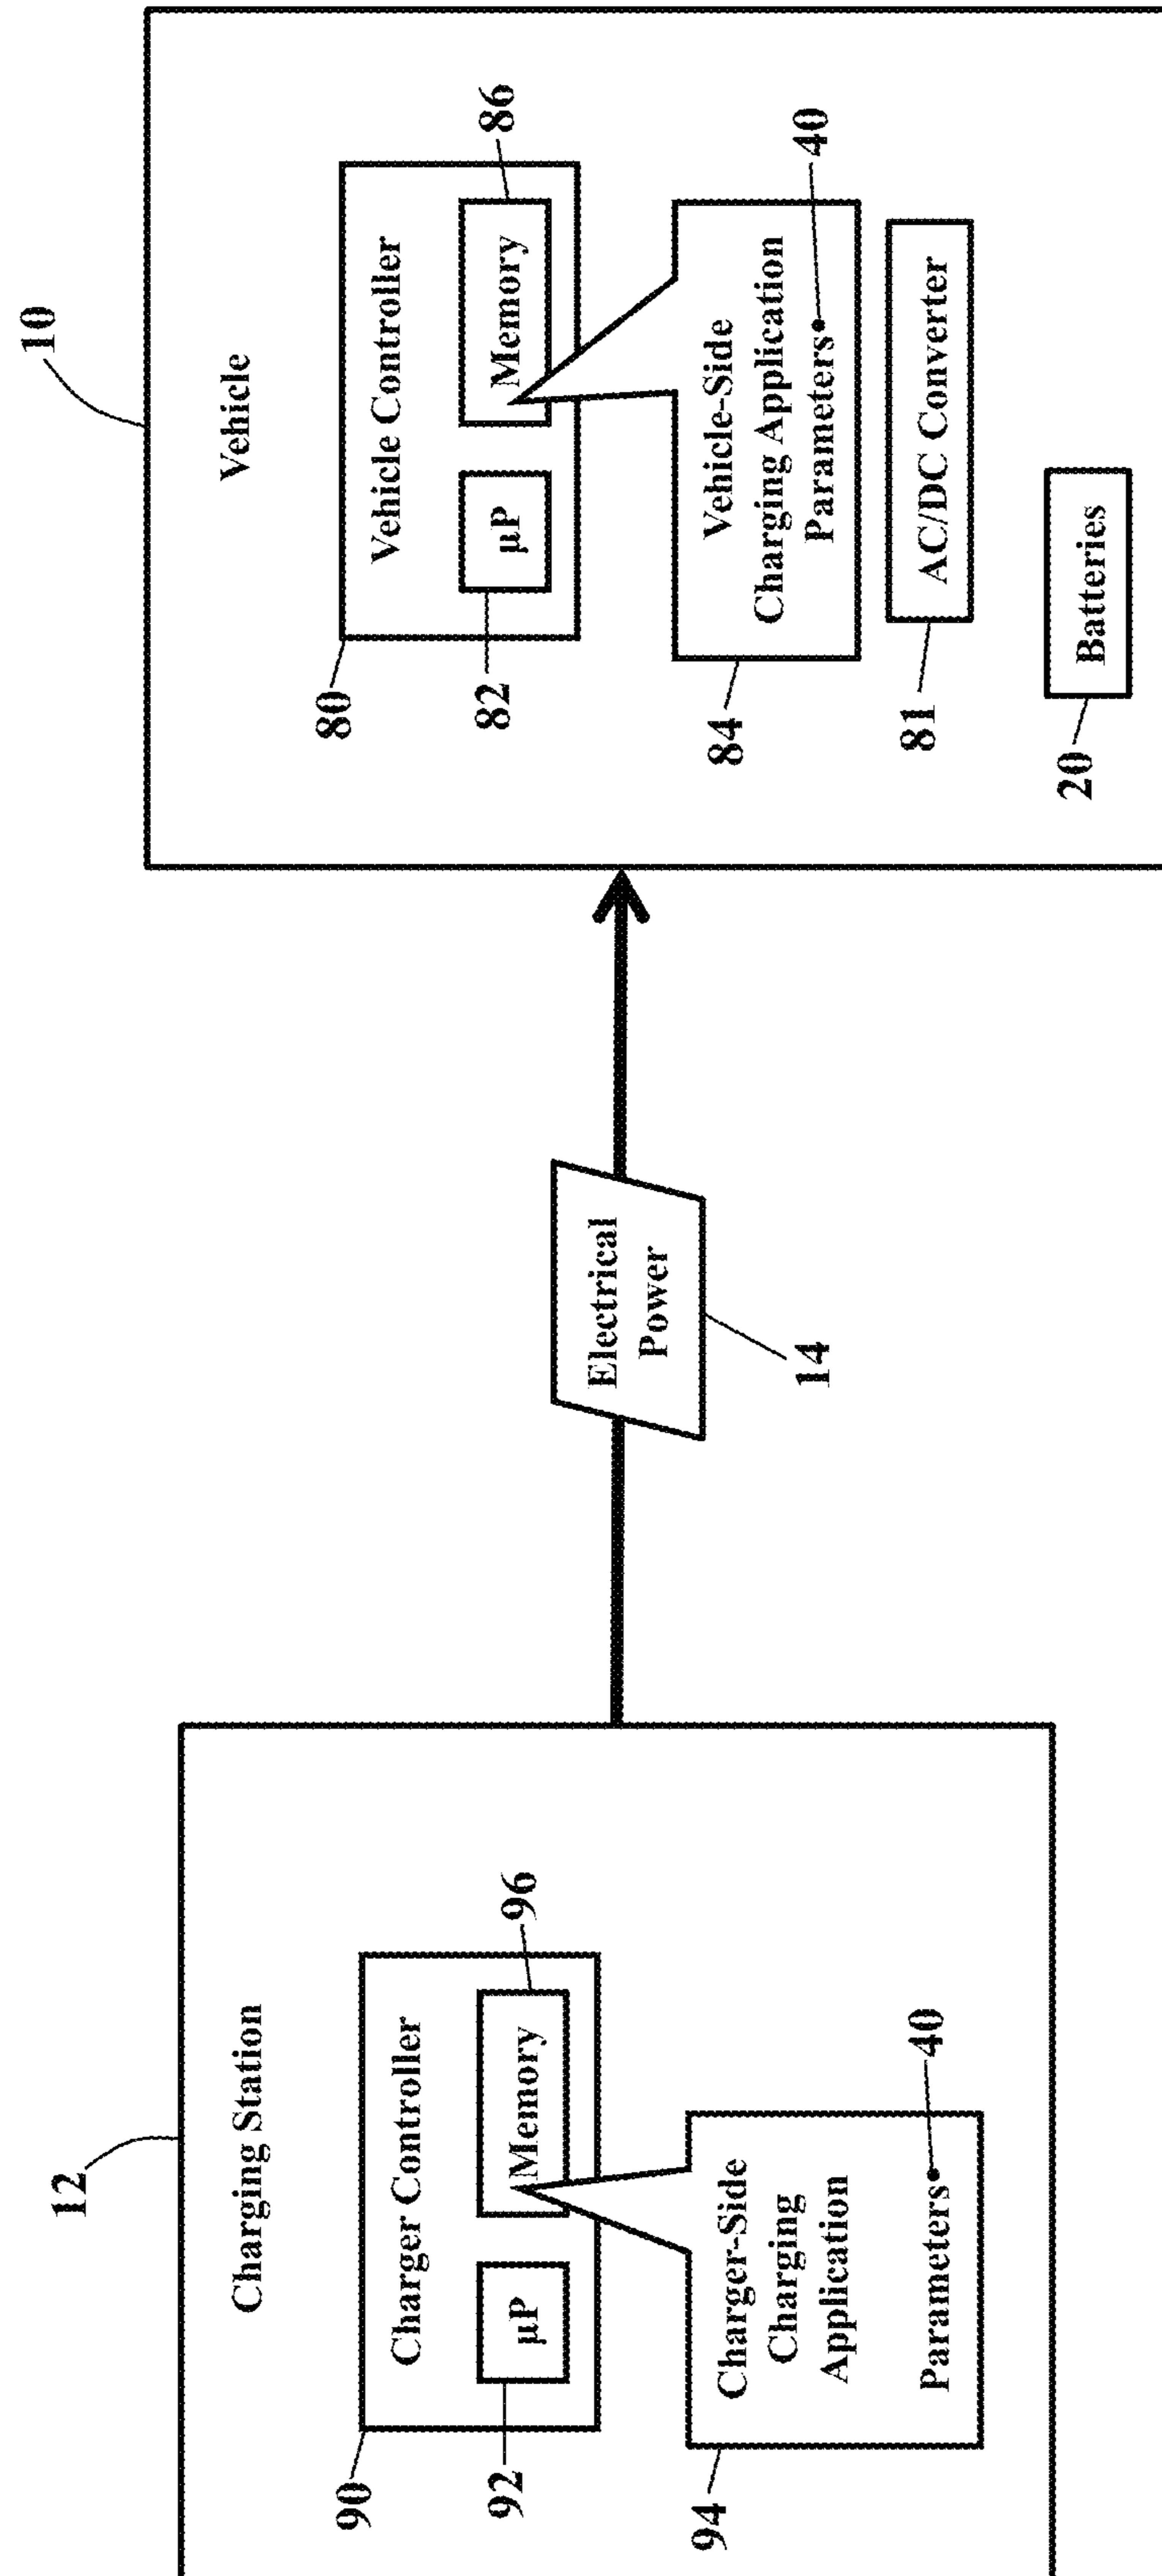 12
Charging Station
90
Charger Controller
92
µP
Memory
96
94
Charger-Side
Charging
Application
Parameters
40
Electrical
Power
14
10
Vehicle
80
Vehicle Controller
82
µP
Memory
86
84
Vehicle-Side
Charging Application
Parameters
40
81
AC/DC Converter
20
Batteries